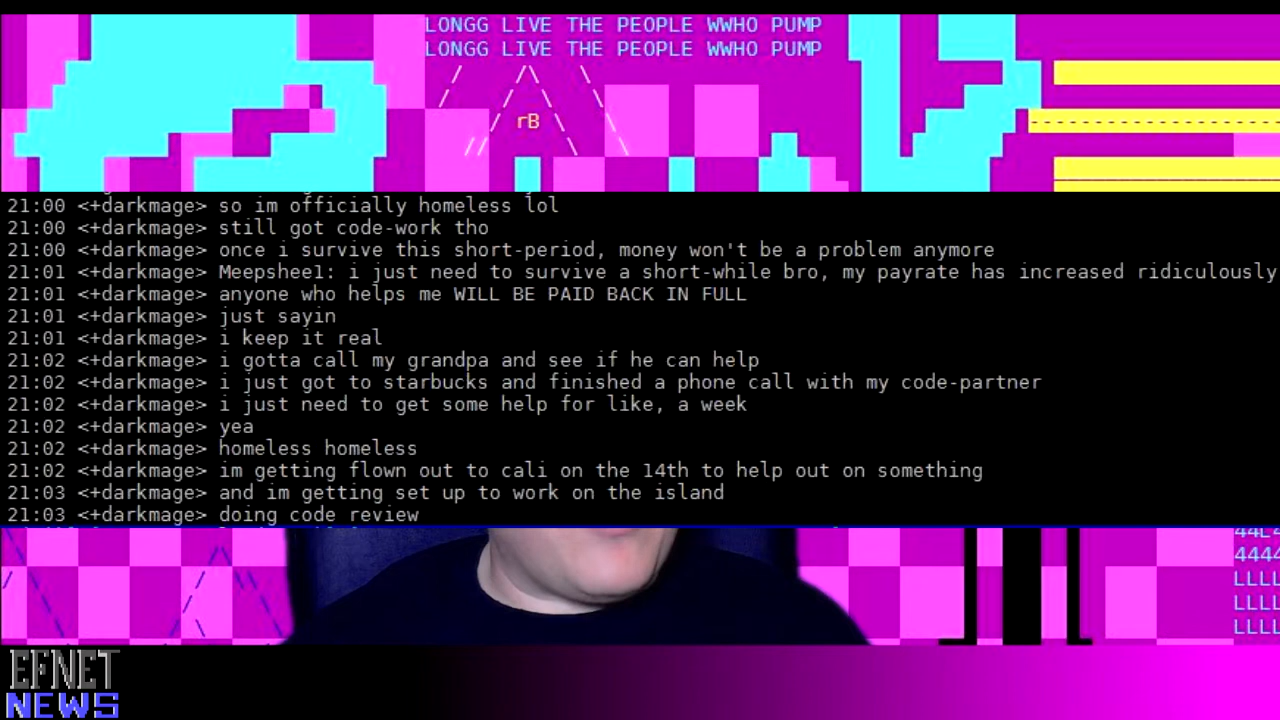 LONGG LIVE THE PEOPLE WWHO PUMP
LONGG LIVE THE PEOPLE WWHO PUMP
rB
21:00 <+darkmage> so im officially homeless lol
21:00 <+darkmage> still got code-work tho
21:00 <+darkmage> once i survive this short-period, money won't be a problem anymore
21:01 <+darkmage> Meepsheel: i just need to survive a short-while bro, my payrate has increased ridiculously
21:01 <+darkmage> anyone who helps me WILL BE PAID BACK IN FULL
21:01 <+darkmage> just sayin
21:01 <+darkmage> i keep it real
21:02 <+darkmage> i gotta call my grandpa and see if he can help
21:02 <+darkmage> i just got to starbucks and finished a phone call with my code-partner
21:02 <+darkmage> i just need to get some help for like, a week
21:02 <+darkmage> yea
21:02 <+darkmage> homeless homeless
21:02 <+darkmage> im getting flown out to cali on the 14th to help out on something
21:03 <+darkmage> and im getting set up to work on the island
21:03 <+darkmage> doing code review
44L4
4444
LLLL
LLLL
LLLL
EFNET
NEWS